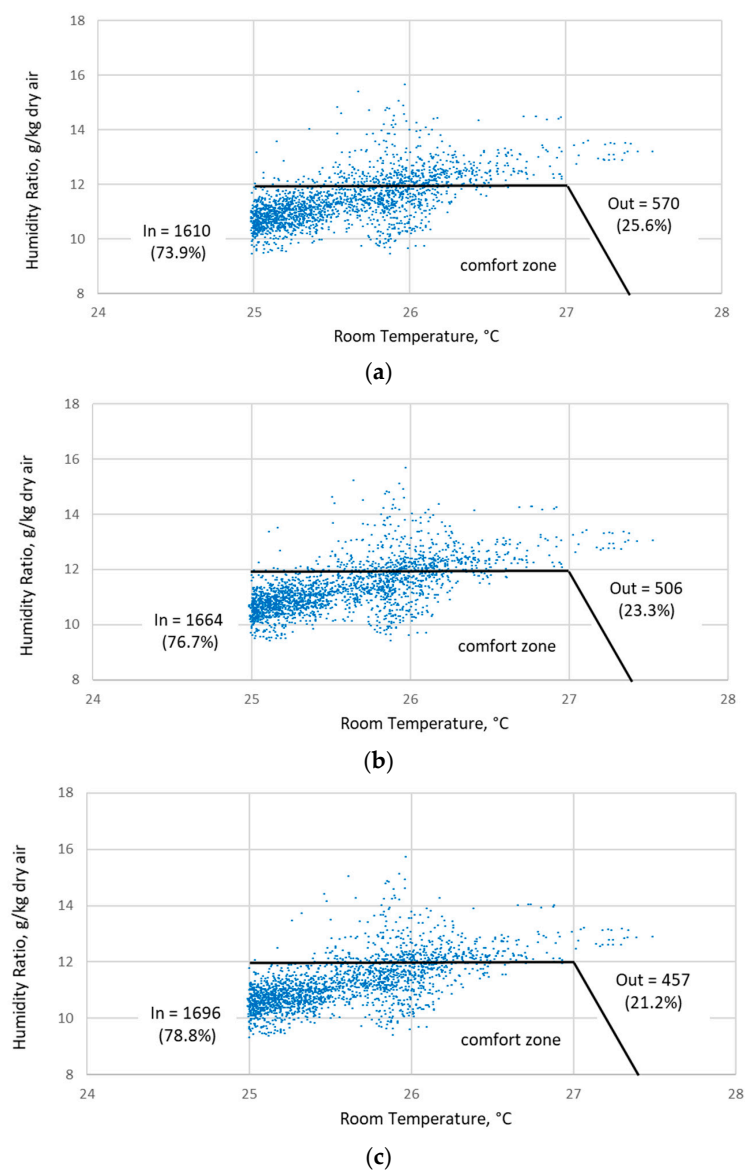 18
16
14
12
10
8
Humidity Ratio, g/kg dry air
In = 1610
(73.9%)
Out = 570
(25.6%)
comfort zone
24 25 26 27 28
Room Temperature, °C
(a)
18
16
14
12
10
8
Humidity Ratio, g/kg dry air
In = 1664
(76.7%)
Out = 506
(23.3%)
comfort zone
24 25 26 27 28
Room Temperature, °C
(b)
18
16
14
12
10
8
Humidity Ratio, g/kg dry air
In = 1696
(78.8%)
Out = 457
(21.2%)
comfort zone
24 25 26 27 28
Room Temperature, °C
(c)